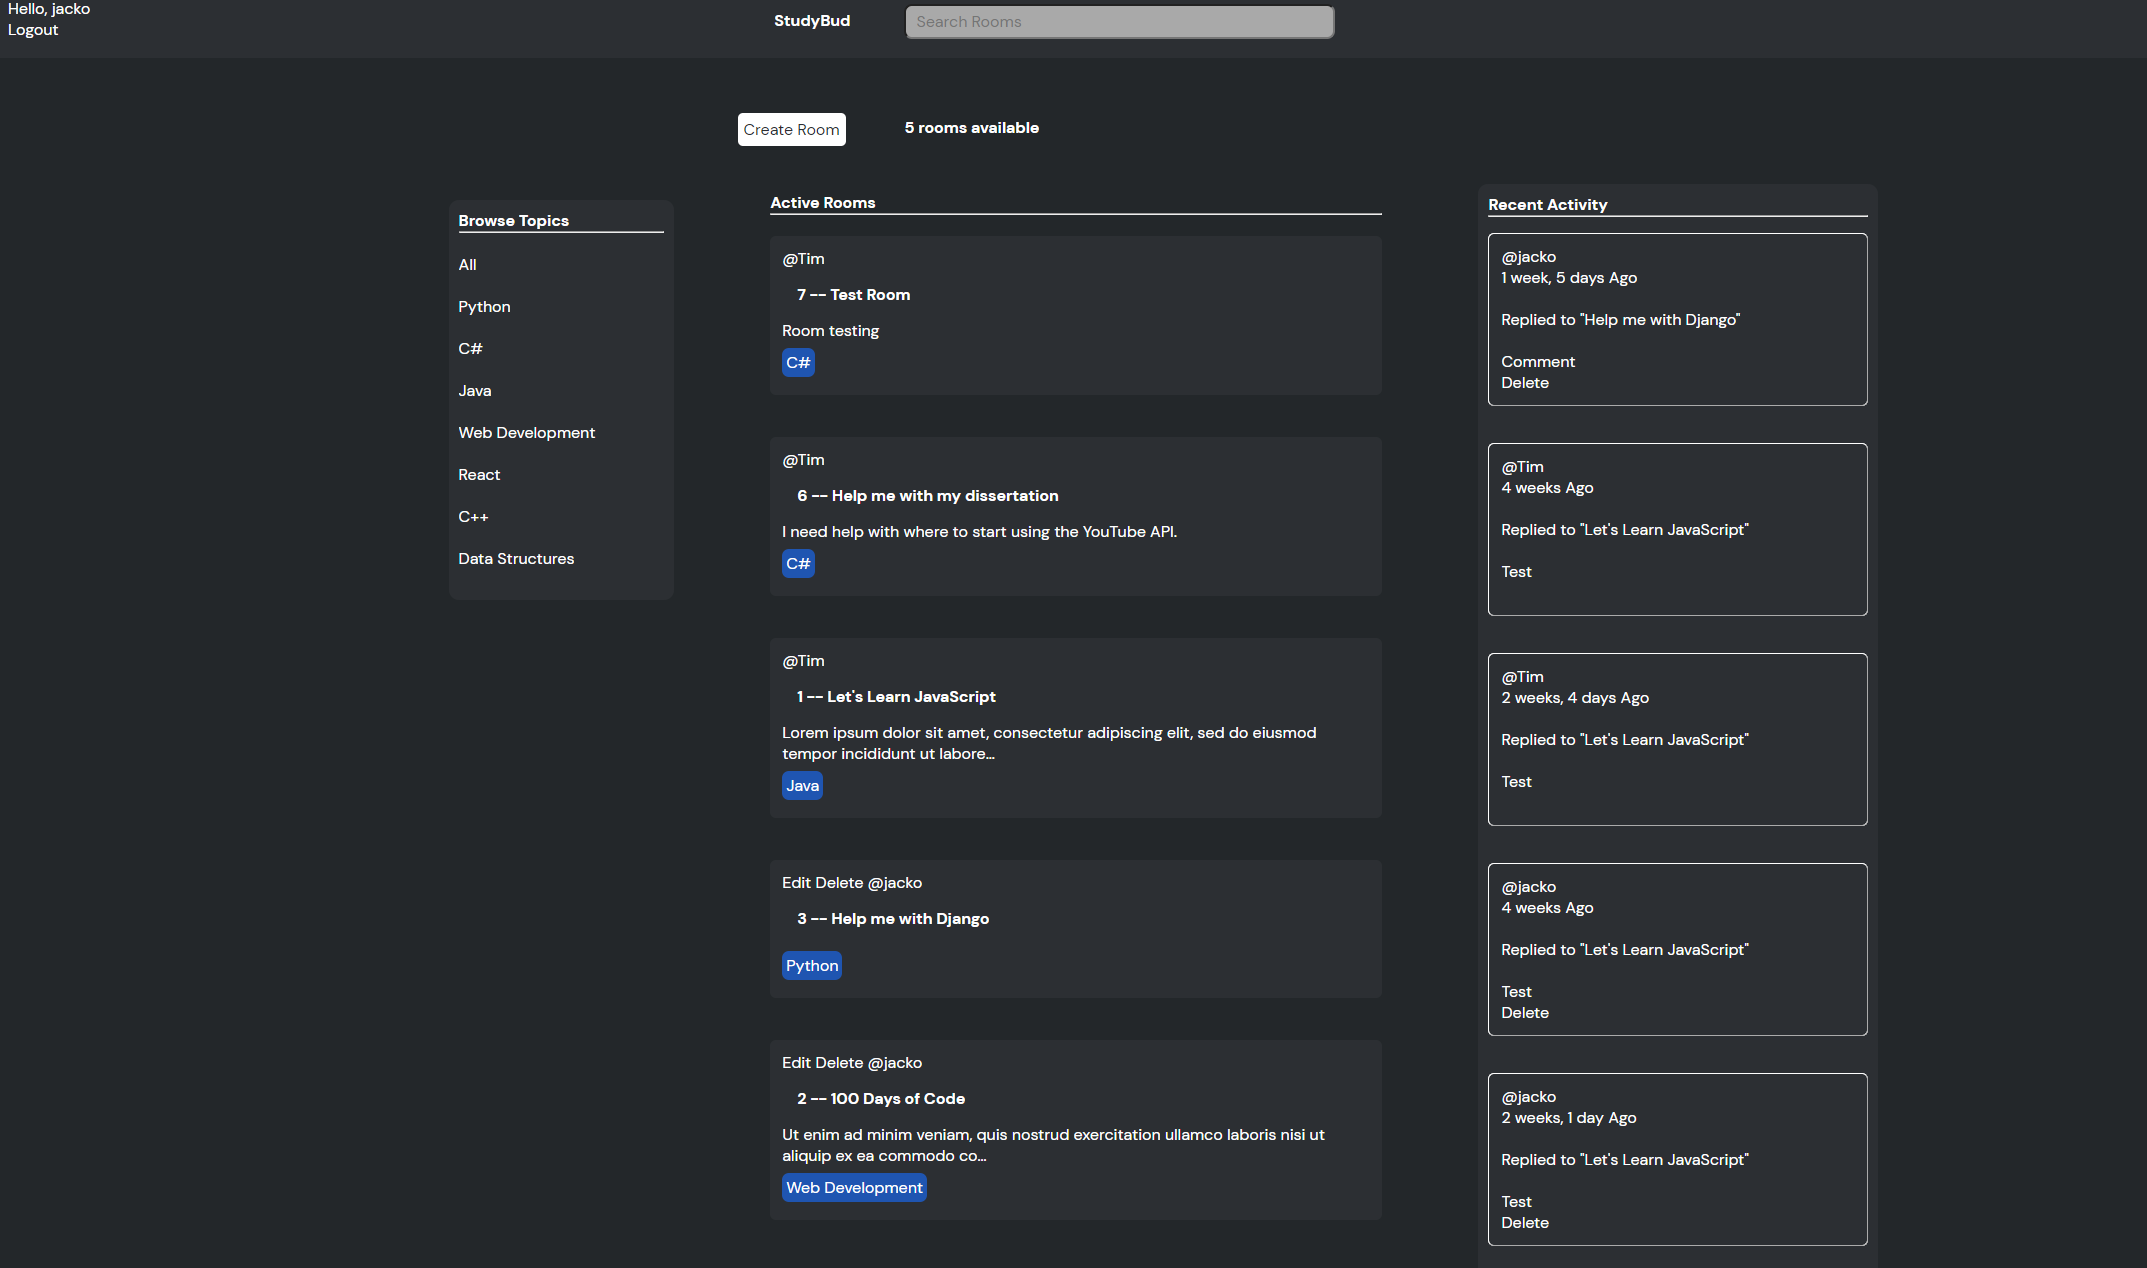 Hello, jacko
Logout
StudyBud
Search Rooms
Create Room
5 rooms available
Browse Topics
All
Python
C#
Java
Web Development
React
C++
Data Structures
Active Rooms
@Tim
7 -- Test Room
Room testing
C#
@Tim
6 -- Help me with my dissertation
I need help with where to start using the YouTube API.
C#
@Tim
1 -- Let's Learn JavaScript
Lorem ipsum dolor sit amet, consectetur adipiscing elit, sed do eiusmod
tempor incididunt ut labore...
Java
Edit Delete @jacko
3 -- Help me with Django
Python
Edit Delete @jacko
2 -- 100 Days of Code
Ut enim ad minim veniam, quis nostrud exercitation ullamco laboris nisi ut
aliquip ex ea commodo co...
Web Development
Recent Activity
@jacko
1 week, 5 days Ago
Replied to "Help me with Django"
Comment
Delete
@Tim
4 weeks Ago
Replied to "Let's Learn JavaScript"
Test
@Tim
2 weeks, 4 days Ago
Replied to "Let's Learn JavaScript"
Test
@jacko
4 weeks Ago
Replied to "Let's Learn JavaScript"
Test
Delete
@jacko
2 weeks, 1 day Ago
Replied to "Let's Learn JavaScript"
Test
Delete